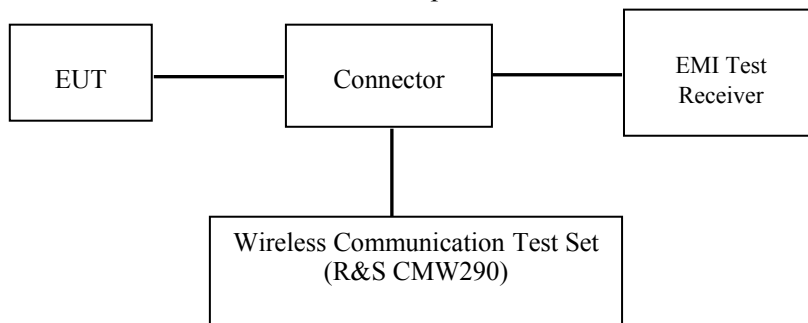 EUT
Connector
EMI Test
Receiver
Wireless Communication Test Set
(R&S CMW290)